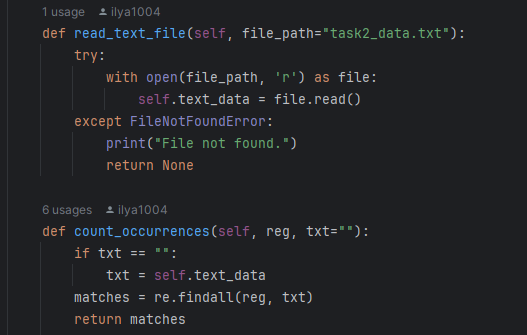 1 usage ilya1004
def read_text_file(self, file_path="task2_data.txt"):
    try:
        with open(file_path, 'r') as file:
            self.text_data = file.read()
    except FileNotFoundError:
        print("File not found.")
        return None
6 usages ilya1004
def count_occurrences(self, reg, txt=""):
    if txt == "":
        txt = self.text_data
    matches = re.findall(reg, txt)
    return matches